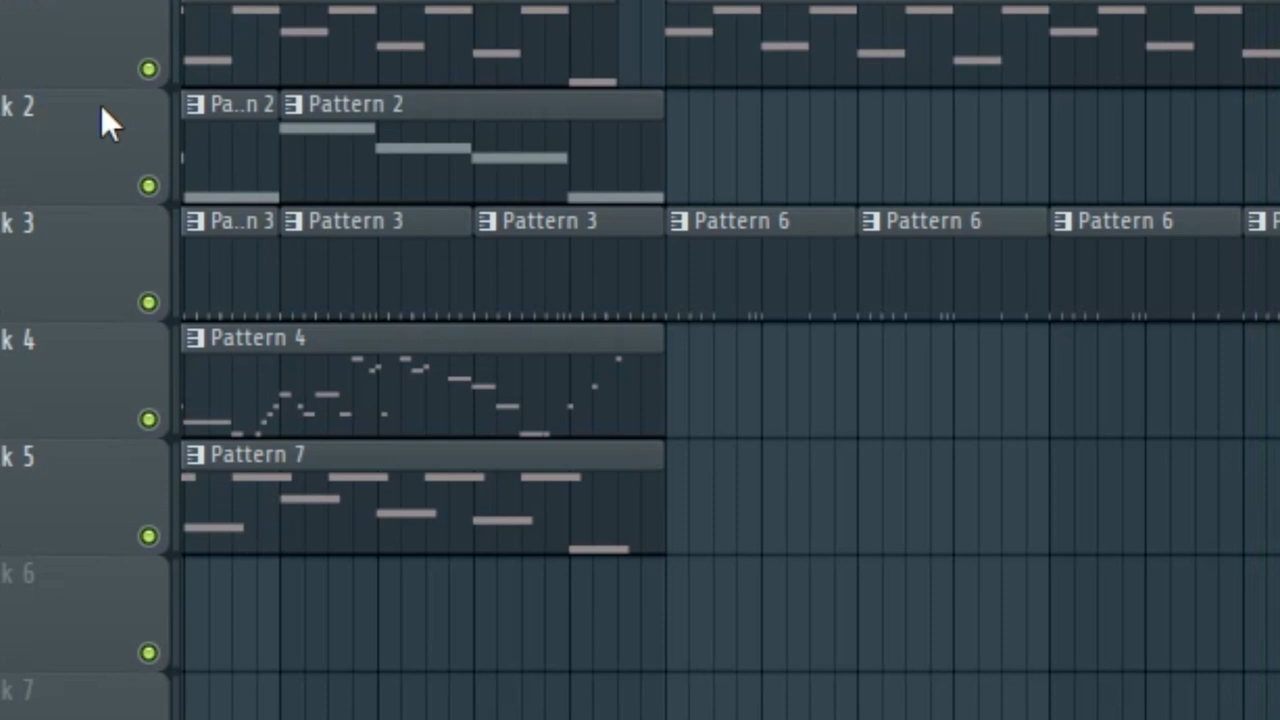 k 2 Pa..n 2 Pattern 2
k 3 Pa..n 3 Pattern 3 Pattern 3 Pattern 6 Pattern 6 Pattern 6
k 4 Pattern 4
k 5 Pattern 7
k 6
k 7